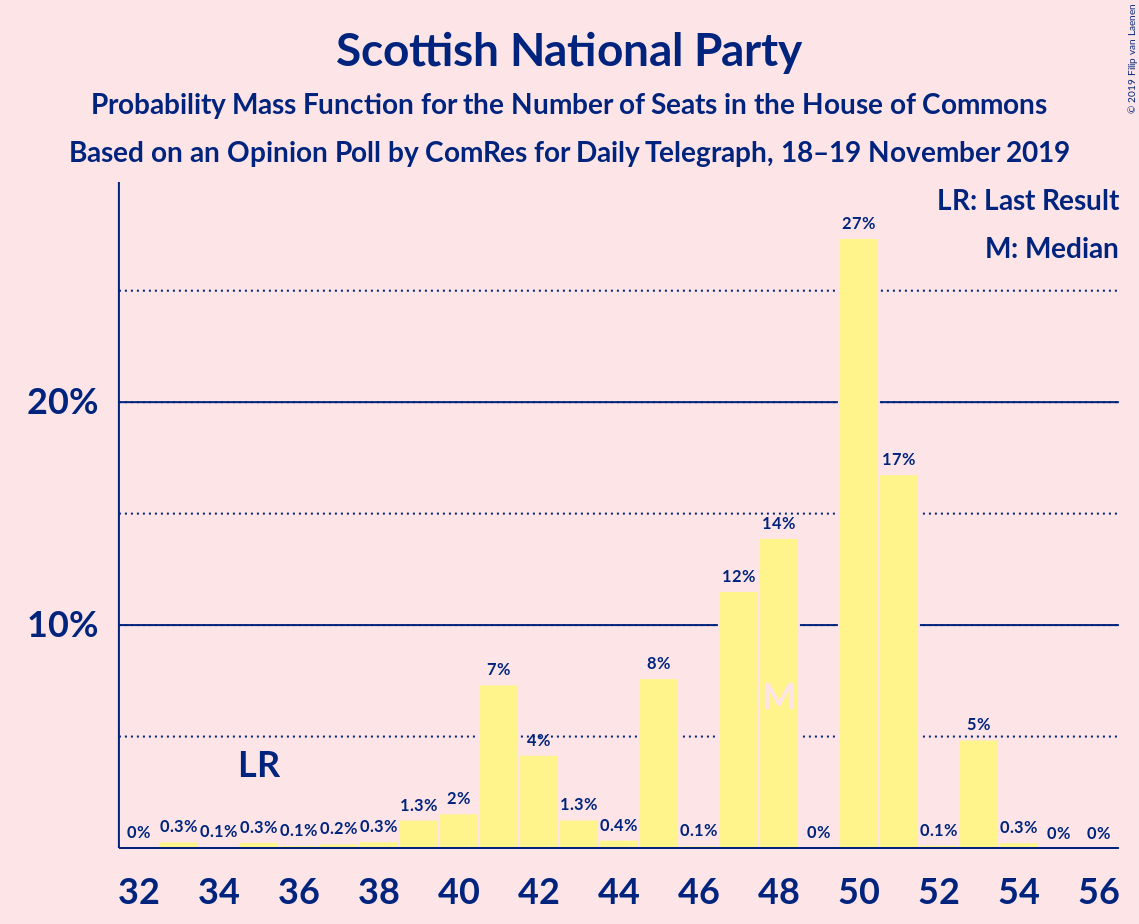 Scottish National Party
Probability Mass Function for the Number of Seats in the House of Commons
Based on an Opinion Poll by ComRes for Daily Telegraph, 18–19 November 2019
© 2019 Filip van Laenen
LR: Last Result
M: Median
27%
20%
17%
14%
12%
10%
8%
7%
M
5%
4%
LR
0% 0.3% 0.1% 0.3% 0.1% 0.2% 0.3% 1.3% 2% 1.3% 0.4% 0.1% 0% 0.1% 0.3% 0% 0%
32 34 36 38 40 42 44 46 48 50 52 54 56